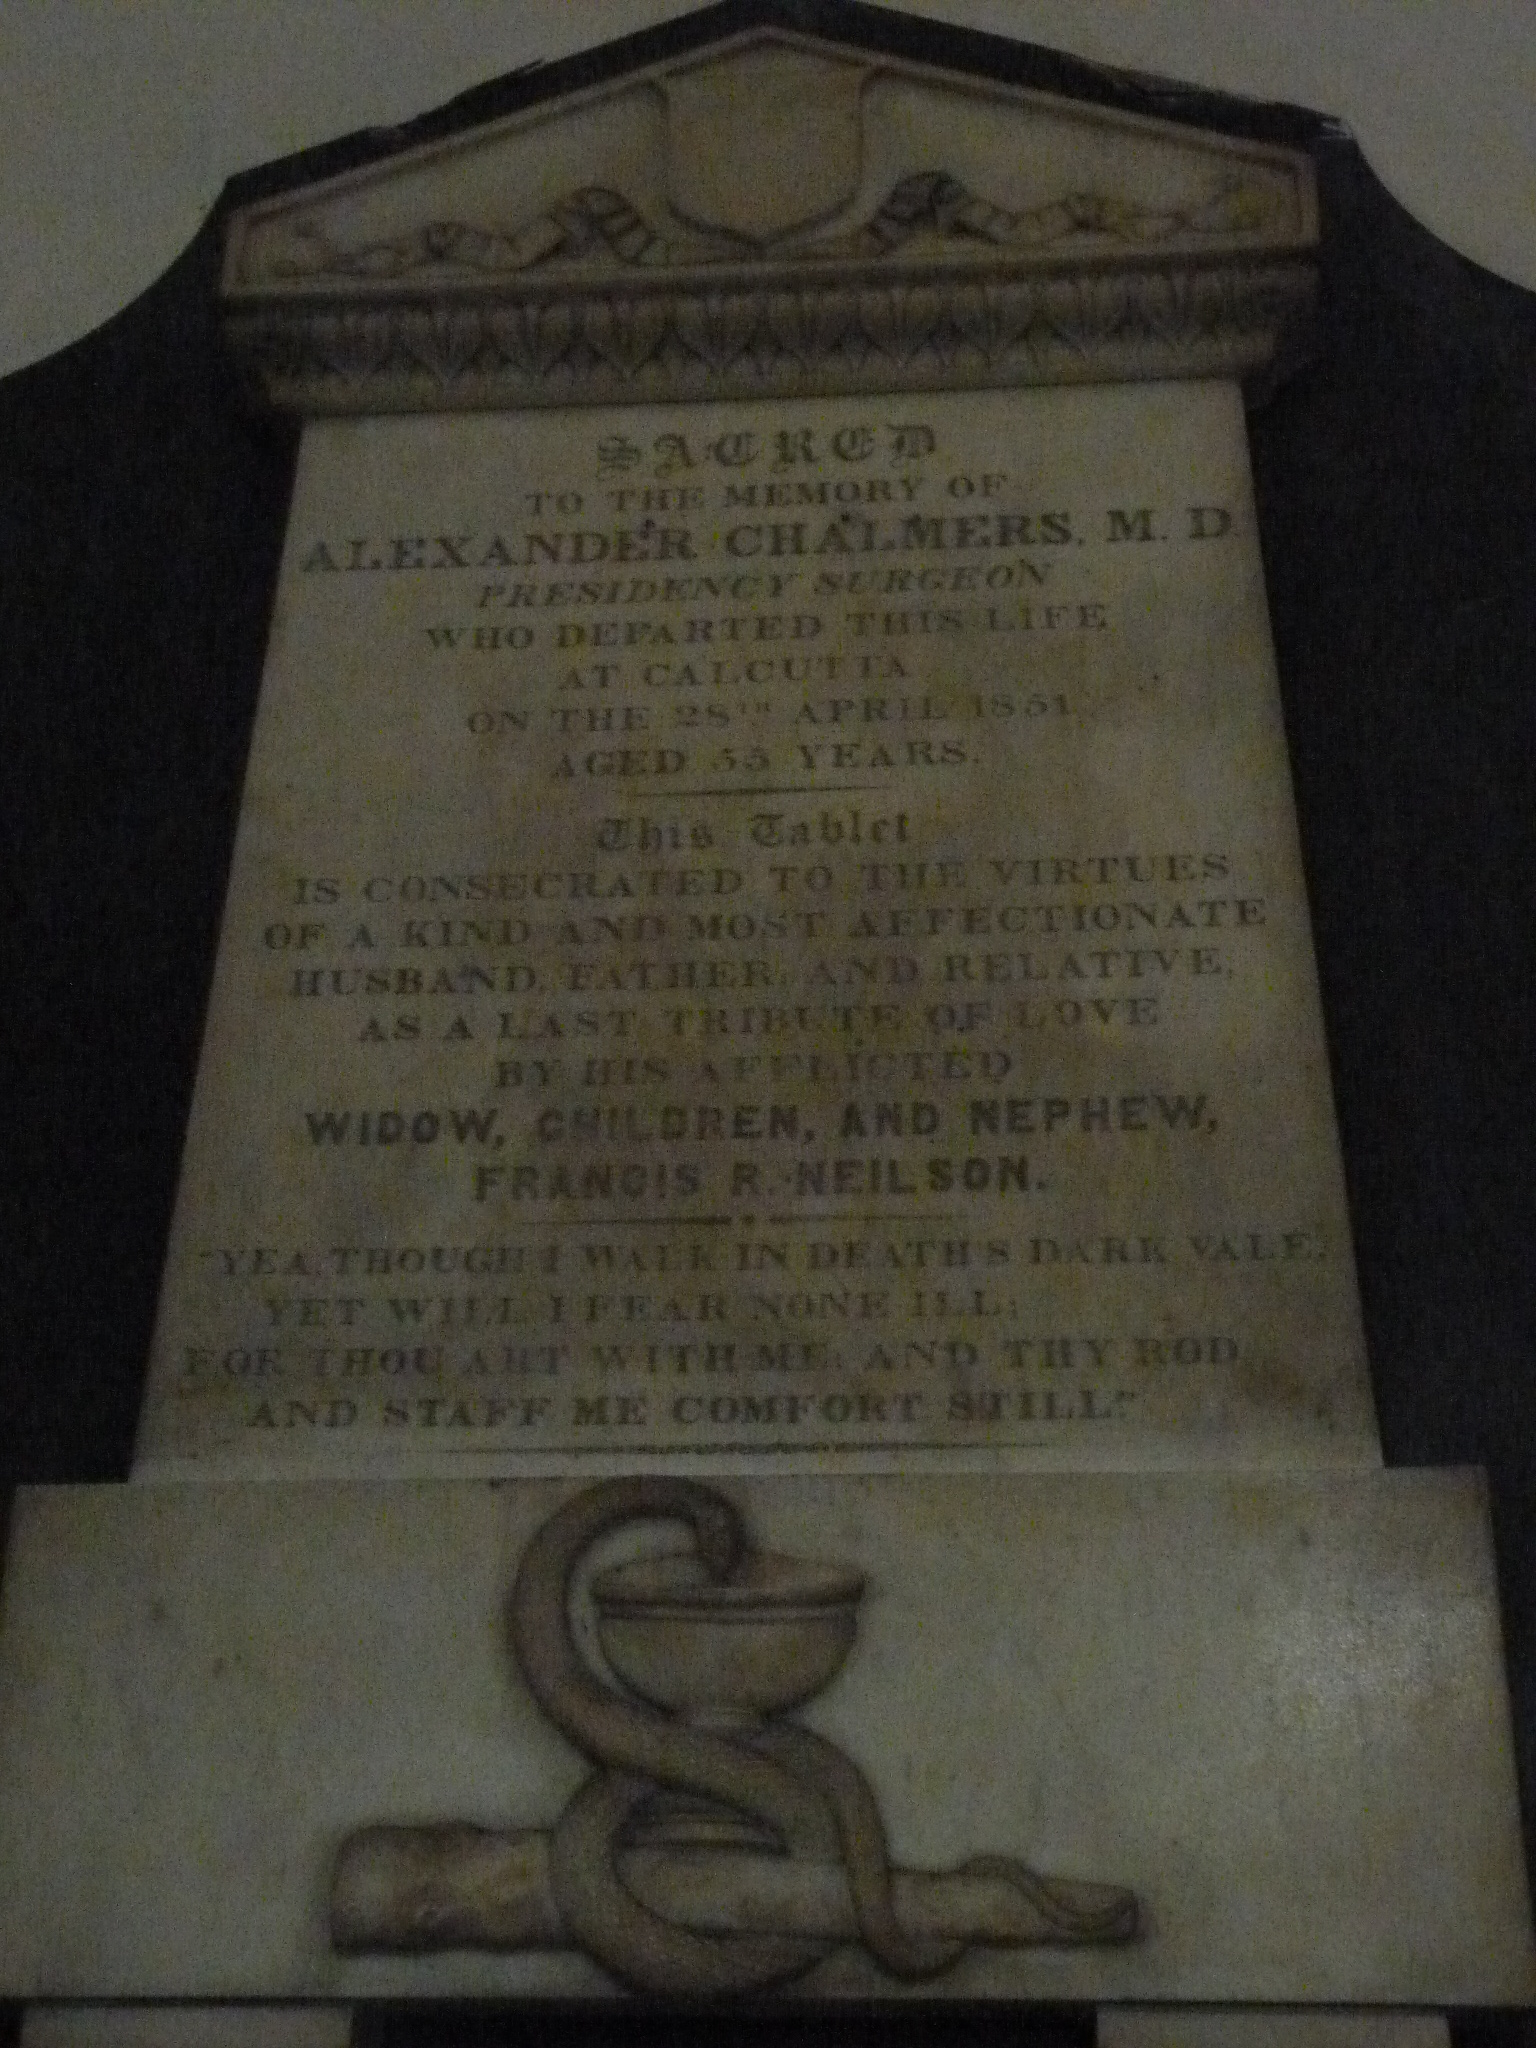 SACRED
TO THE MEMORY OF
ALEXANDER CHALMERS, M. D.
PRESIDENCY SURGEON
WHO DEPARTED THIS LIFE
AT CALCUTTA
ON THE 28TH APRIL 1851,
AGED 55 YEARS.
This Tablet
IS CONSECRATED TO THE VIRTUES
OF A KIND AND MOST AFFECTIONATE
HUSBAND, FATHER, AND RELATIVE,
AS A LAST TRIBUTE OF LOVE
BY HIS AFFLICTED
WIDOW, CHILDREN, AND NEPHEW,
FRANCIS R. NEILSON.
"YEA, THOUGH I WALK IN DEATH'S DARK VALE,
YET WILL I FEAR NONE ILL;
FOR THOU ART WITH ME; AND THY ROD
AND STAFF ME COMFORT STILL."